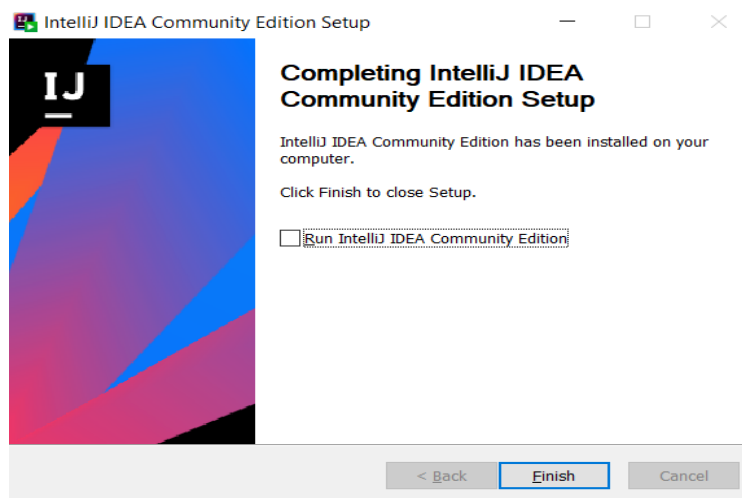 IntelliJ IDEA Community Edition Setup
IJ
Completing IntelliJ IDEA
Community Edition Setup
IntelliJ IDEA Community Edition has been installed on your
computer.
Click Finish to close Setup.
Run IntelliJ IDEA Community Edition
< Back
Finish
Cancel